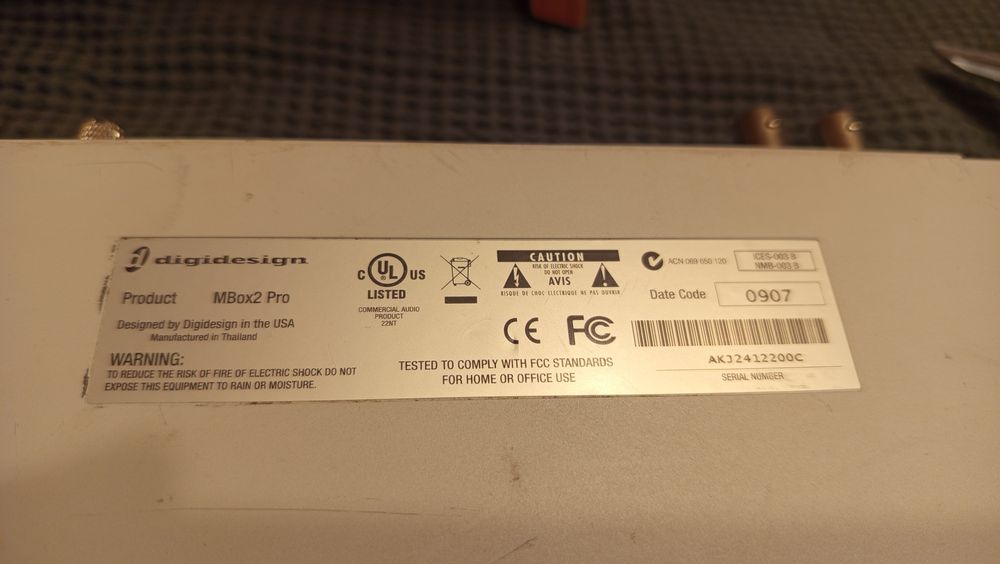 digidesign
Product MBox2 Pro
Designed by Digidesign in the USA
Manufactured in Thailand
WARNING:
TO REDUCE THE RISK OF FIRE OF ELECTRIC SHOCK DO NOT
EXPOSE THIS EQUIPMENT TO RAIN OR MOISTURE.
C UL ® US
LISTED
COMMERCIAL AUDIO
PRODUCT
22NT
CAUTION
RISK OF ELECTRIC SHOCK
DO NOT OPEN
AVIS
RISQUE DE CHOC ELECTRIQUE NE PAS OUVRIR
CE FC
TESTED TO COMPLY WITH FCC STANDARDS
FOR HOME OR OFFICE USE
ACN 089 650 120
ICES-003 B
NMB-003 B
Date Code 0907
AKJ2412200C
SERIAL NUMBER